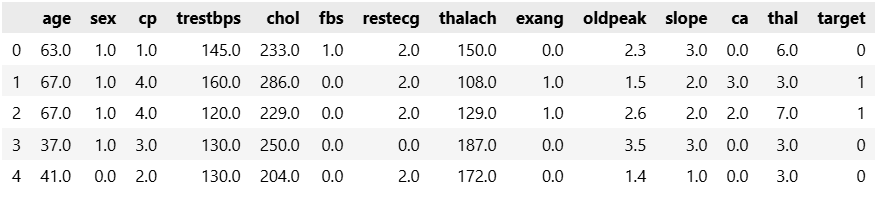 age sex cp trestbps chol fbs restecg thalach exang oldpeak slope ca thal target
0 63.0 1.0 1.0 145.0 233.0 1.0 2.0 150.0 0.0 2.3 3.0 0.0 6.0 0
1 67.0 1.0 4.0 160.0 286.0 0.0 2.0 108.0 1.0 1.5 2.0 3.0 3.0 1
2 67.0 1.0 4.0 120.0 229.0 0.0 2.0 129.0 1.0 2.6 2.0 2.0 7.0 1
3 37.0 1.0 3.0 130.0 250.0 0.0 0.0 187.0 0.0 3.5 3.0 0.0 3.0 0
4 41.0 0.0 2.0 130.0 204.0 0.0 2.0 172.0 0.0 1.4 1.0 0.0 3.0 0